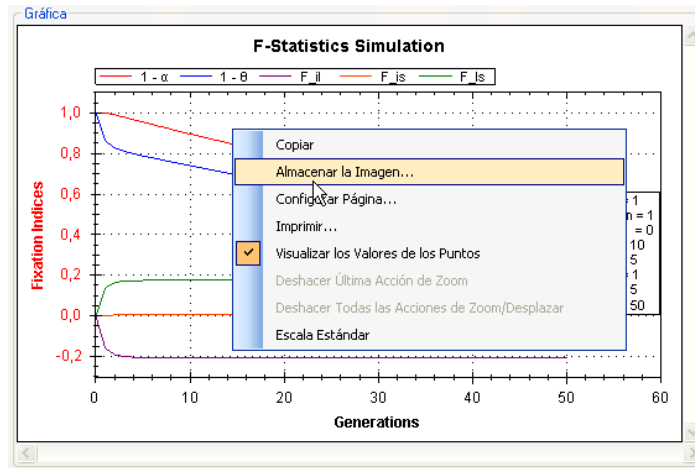 Gráfica
F-Statistics Simulation
1 - α 1 - θ F_il F_is F_ls
1,0
0,8
0,6
0,4
0,2
0,0
-0,2
Fixation Indices
Copiar
Almacenar la Imagen...
Configurar Página...
Imprimir...
Visualizar los Valores de los Puntos
Deshacer Última Acción de Zoom
Deshacer Todas las Acciones de Zoom/Desplazar
Escala Estándar
= 1
n = 1
= 0
10
5
= 1
5
50
0 10 20 30 40 50 60
Generations